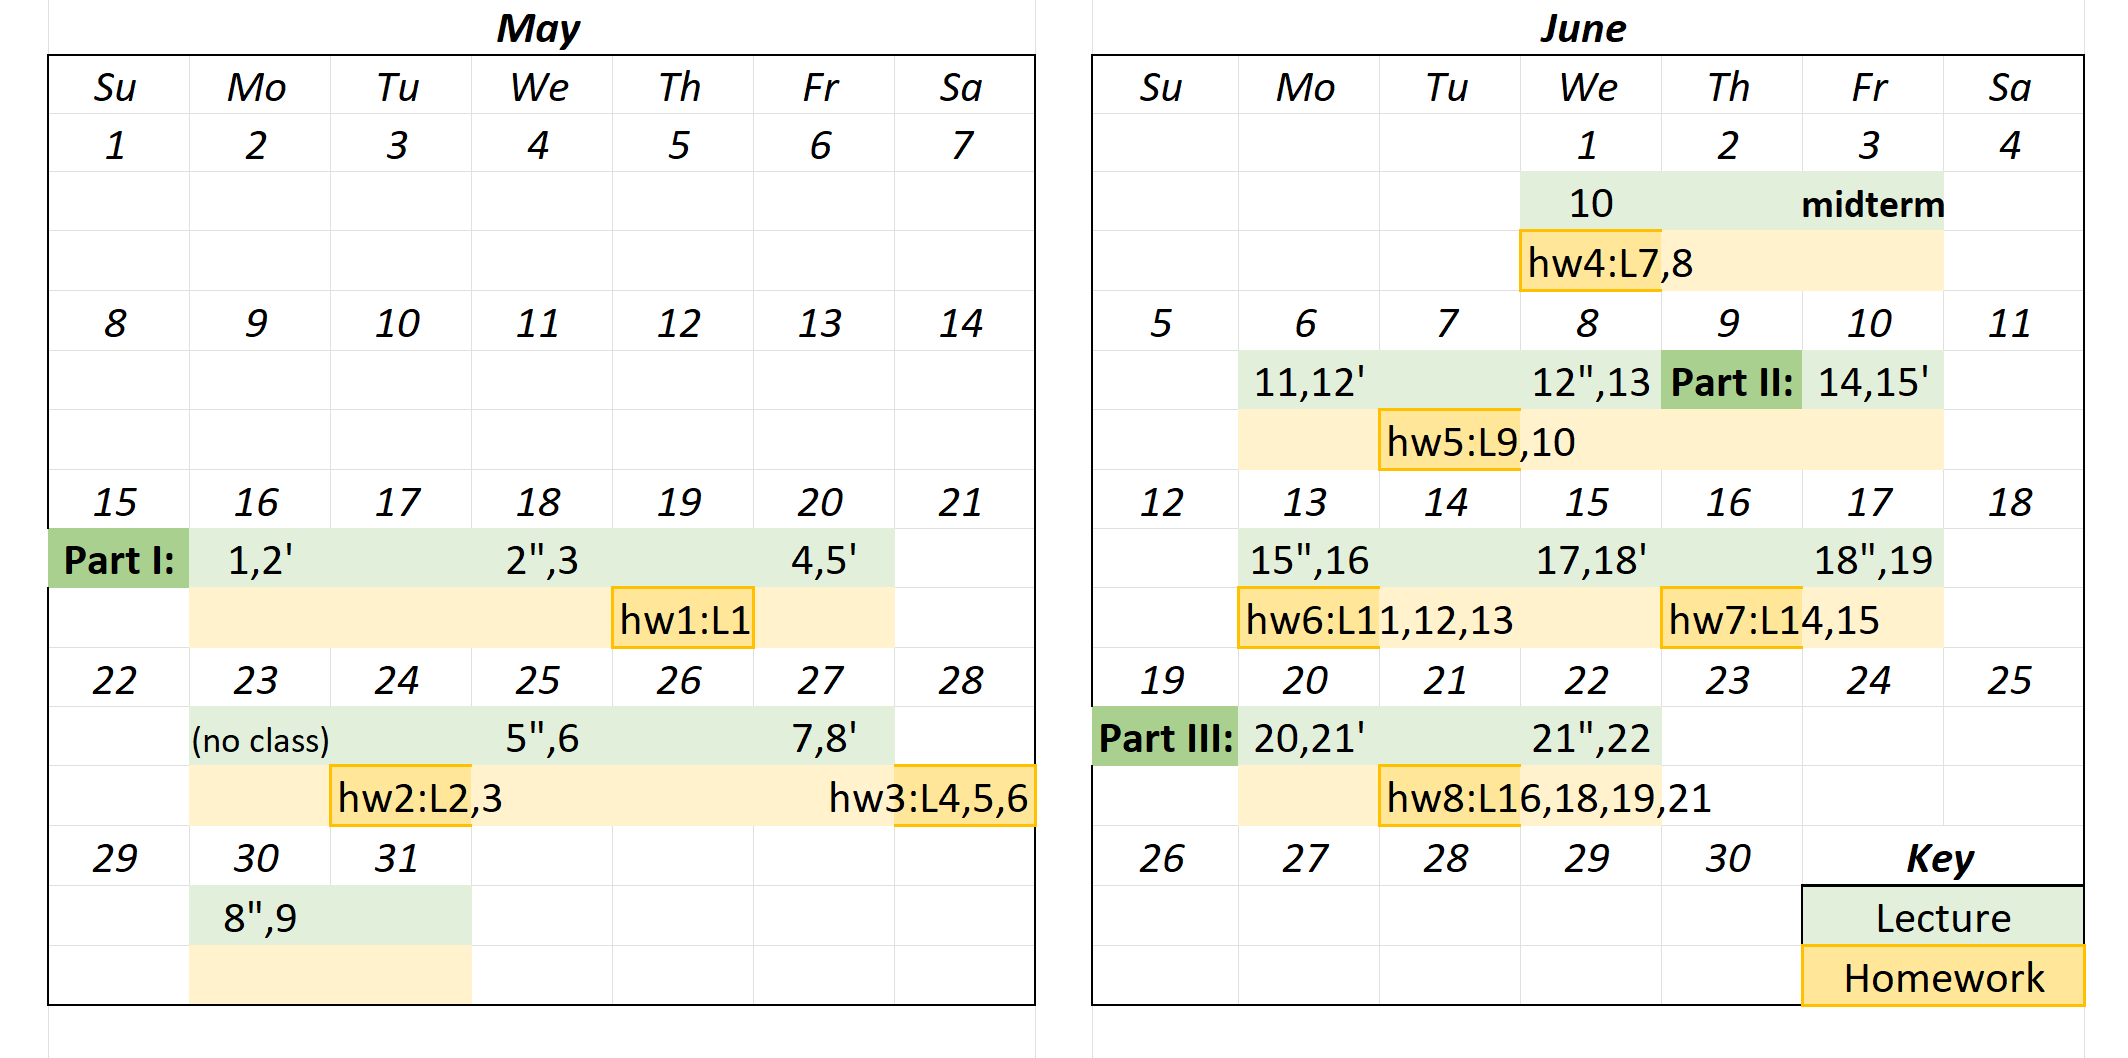 May
Su Mo Tu We Th Fr Sa
1 2 3 4 5 6 7
8 9 10 11 12 13 14
15 16 17 18 19 20 21
Part I: 1,2' 2",3 4,5'
hw1:L1
22 23 24 25 26 27 28
(no class) 5",6 7,8'
hw2:L2,3 hw3:L4,5,6
29 30 31
8",9
June
Su Mo Tu We Th Fr Sa
1 2 3 4
10 midterm
hw4:L7,8
5 6 7 8 9 10 11
11,12' 12",13 Part II: 14,15'
hw5:L9,10
12 13 14 15 16 17 18
15",16 17,18' 18",19
hw6:L11,12,13 hw7:L14,15
19 20 21 22 23 24 25
Part III: 20,21' 21",22
hw8:L16,18,19,21
26 27 28 29 30 Key
Lecture
Homework